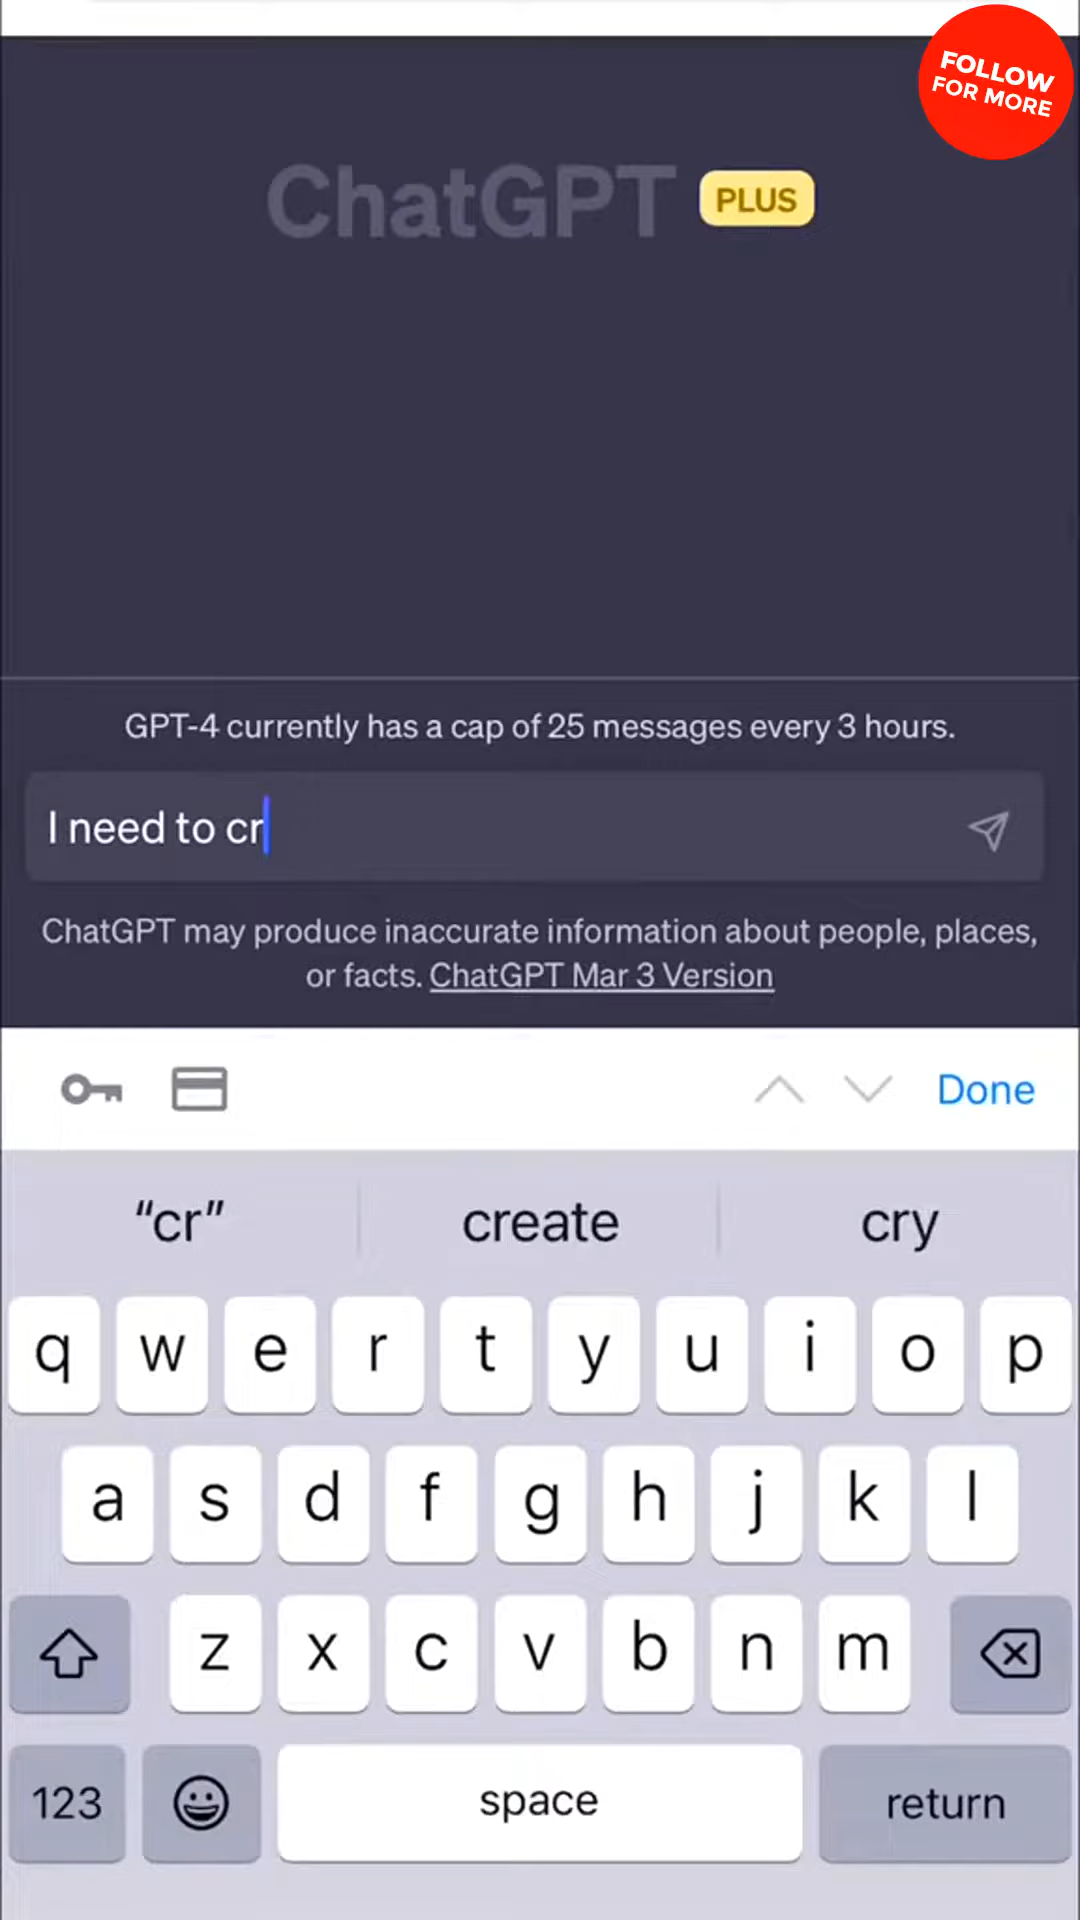 FOLLOW
FOR MORE
ChatGPT PLUS
GPT-4 currently has a cap of 25 messages every 3 hours.
I need to cr
ChatGPT may produce inaccurate information about people, places,
or facts. ChatGPT Mar 3 Version
Done
“cr” create cry
q w e r t y u i o p
a s d f g h j k l
z x c v b n m
123 space return